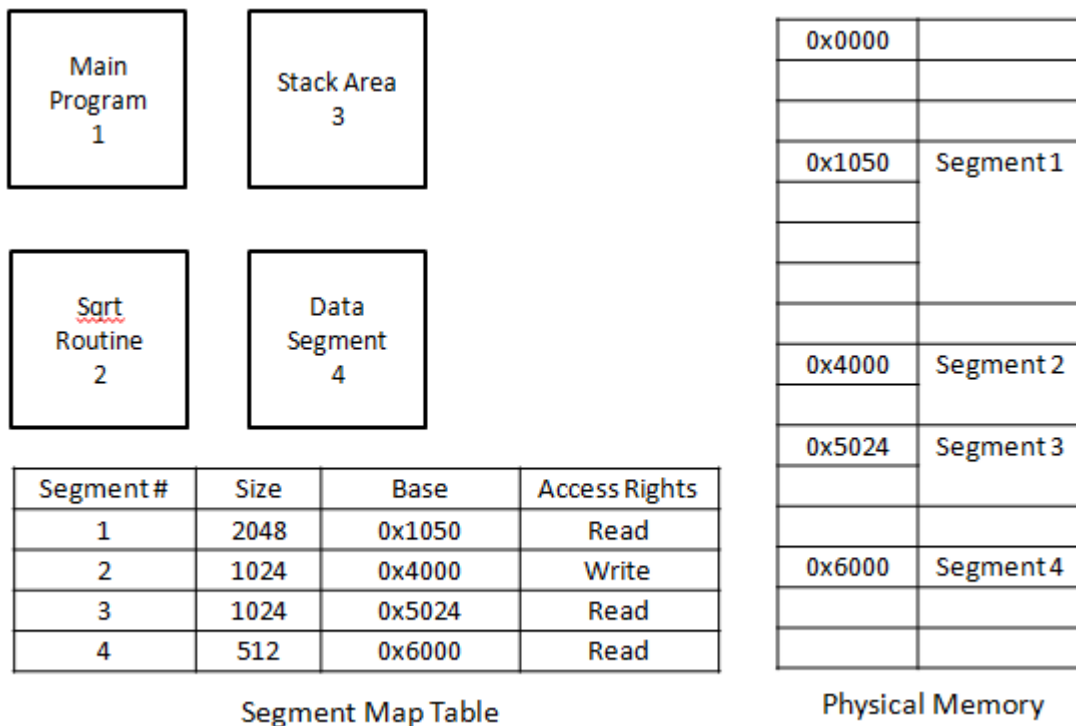 Main
Program
1
Stack Area
3
Sqrt
Routine
2
Data
Segment
4
Segment # Size Base Access Rights
1 2048 0x1050 Read
2 1024 0x4000 Write
3 1024 0x5024 Read
4 512 0x6000 Read
Segment Map Table
0x0000
0x1050 Segment 1
0x4000 Segment 2
0x5024 Segment 3
0x6000 Segment 4
Physical Memory